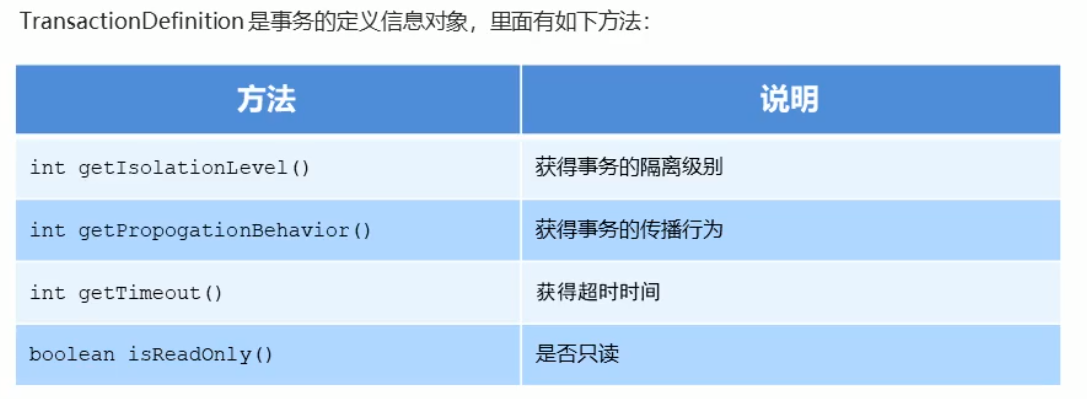 TransactionDefinition 是事务的定义信息对象，里面有如下方法：
方法 说明
int getIsolationLevel() 获得事务的隔离级别
int getPropogationBehavior() 获得事务的传播行为
int getTimeout() 获得超时时间
boolean isReadOnly() 是否只读